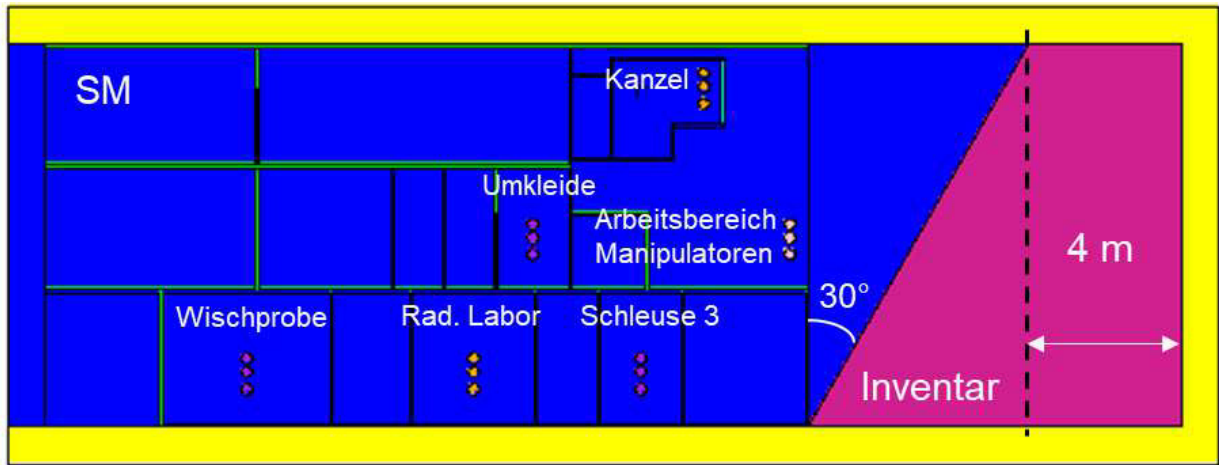 SM
Kanzel
Umkleide
Arbeitsbereich
Manipulatoren
4 m
30°
Wischprobe
Rad. Labor
Schleuse 3
Inventar